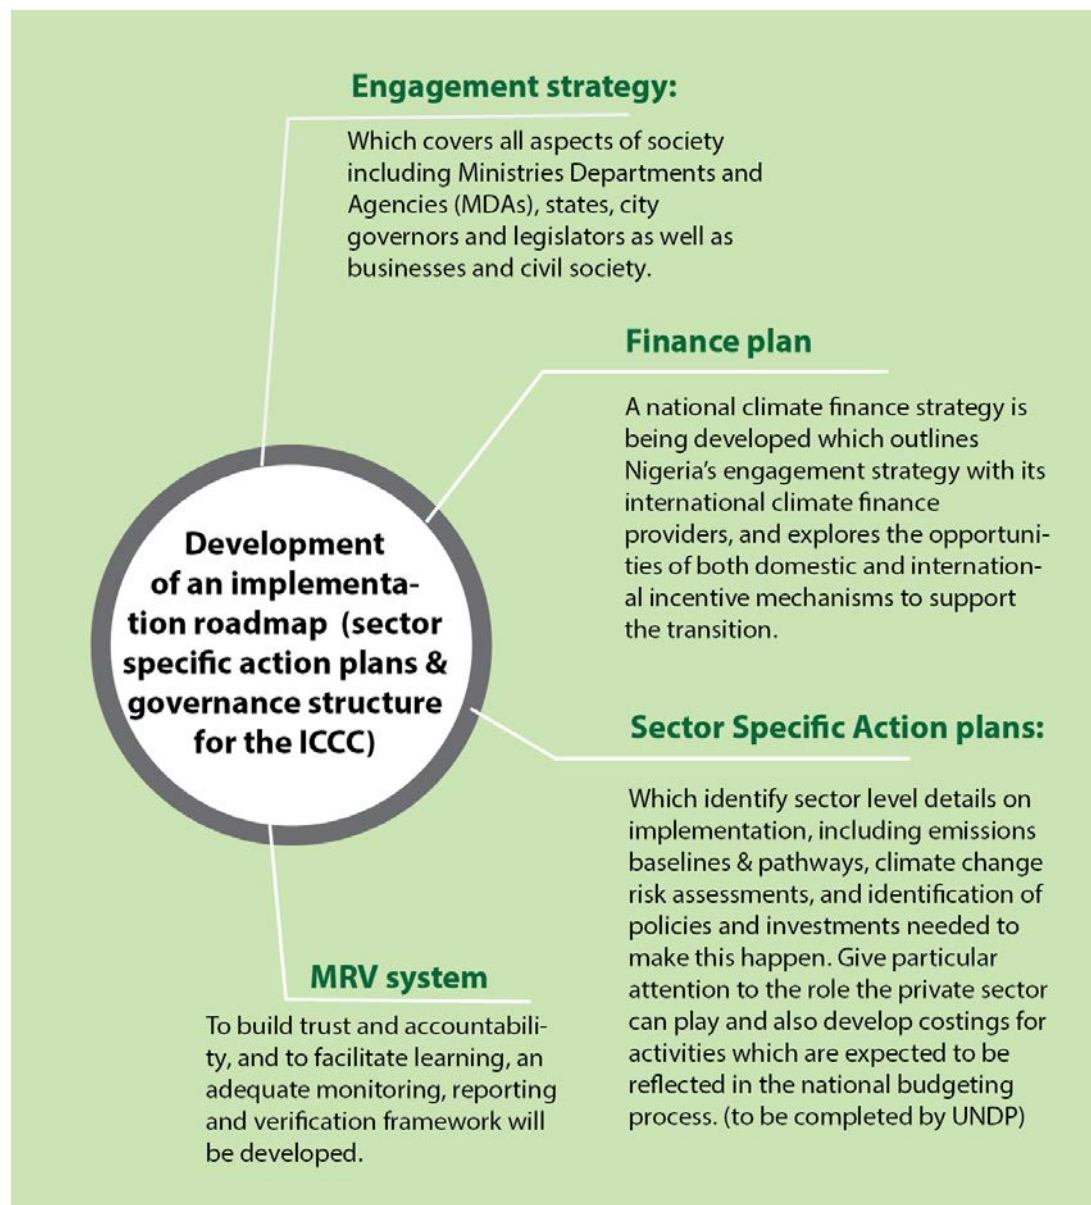 Engagement strategy:
Which covers all aspects of society
including Ministries Departments and
Agencies (MDAs), states, city
governors and legislators as well as
businesses and civil society.
Finance plan
A national climate finance strategy is
being developed which outlines
Nigeria's engagement strategy with its
international climate finance
providers, and explores the opportuni-
ties of both domestic and internation-
al incentive mechanisms to support
the transition.
Development
of an implementa-
tion roadmap (sector
specific action plans &
governance structure
for the ICCC)
Sector Specific Action plans:
Which identify sector level details on
implementation, including emissions
baselines & pathways, climate change
risk assessments, and identification of
policies and investments needed to
make this happen. Give particular
attention to the role the private sector
can play and also develop costings for
activities which are expected to be
reflected in the national budgeting
process. (to be completed by UNDP)
MRV system
To build trust and accountabili-
ty, and to facilitate learning, an
adequate monitoring, reporting
and verification framework will
be developed.